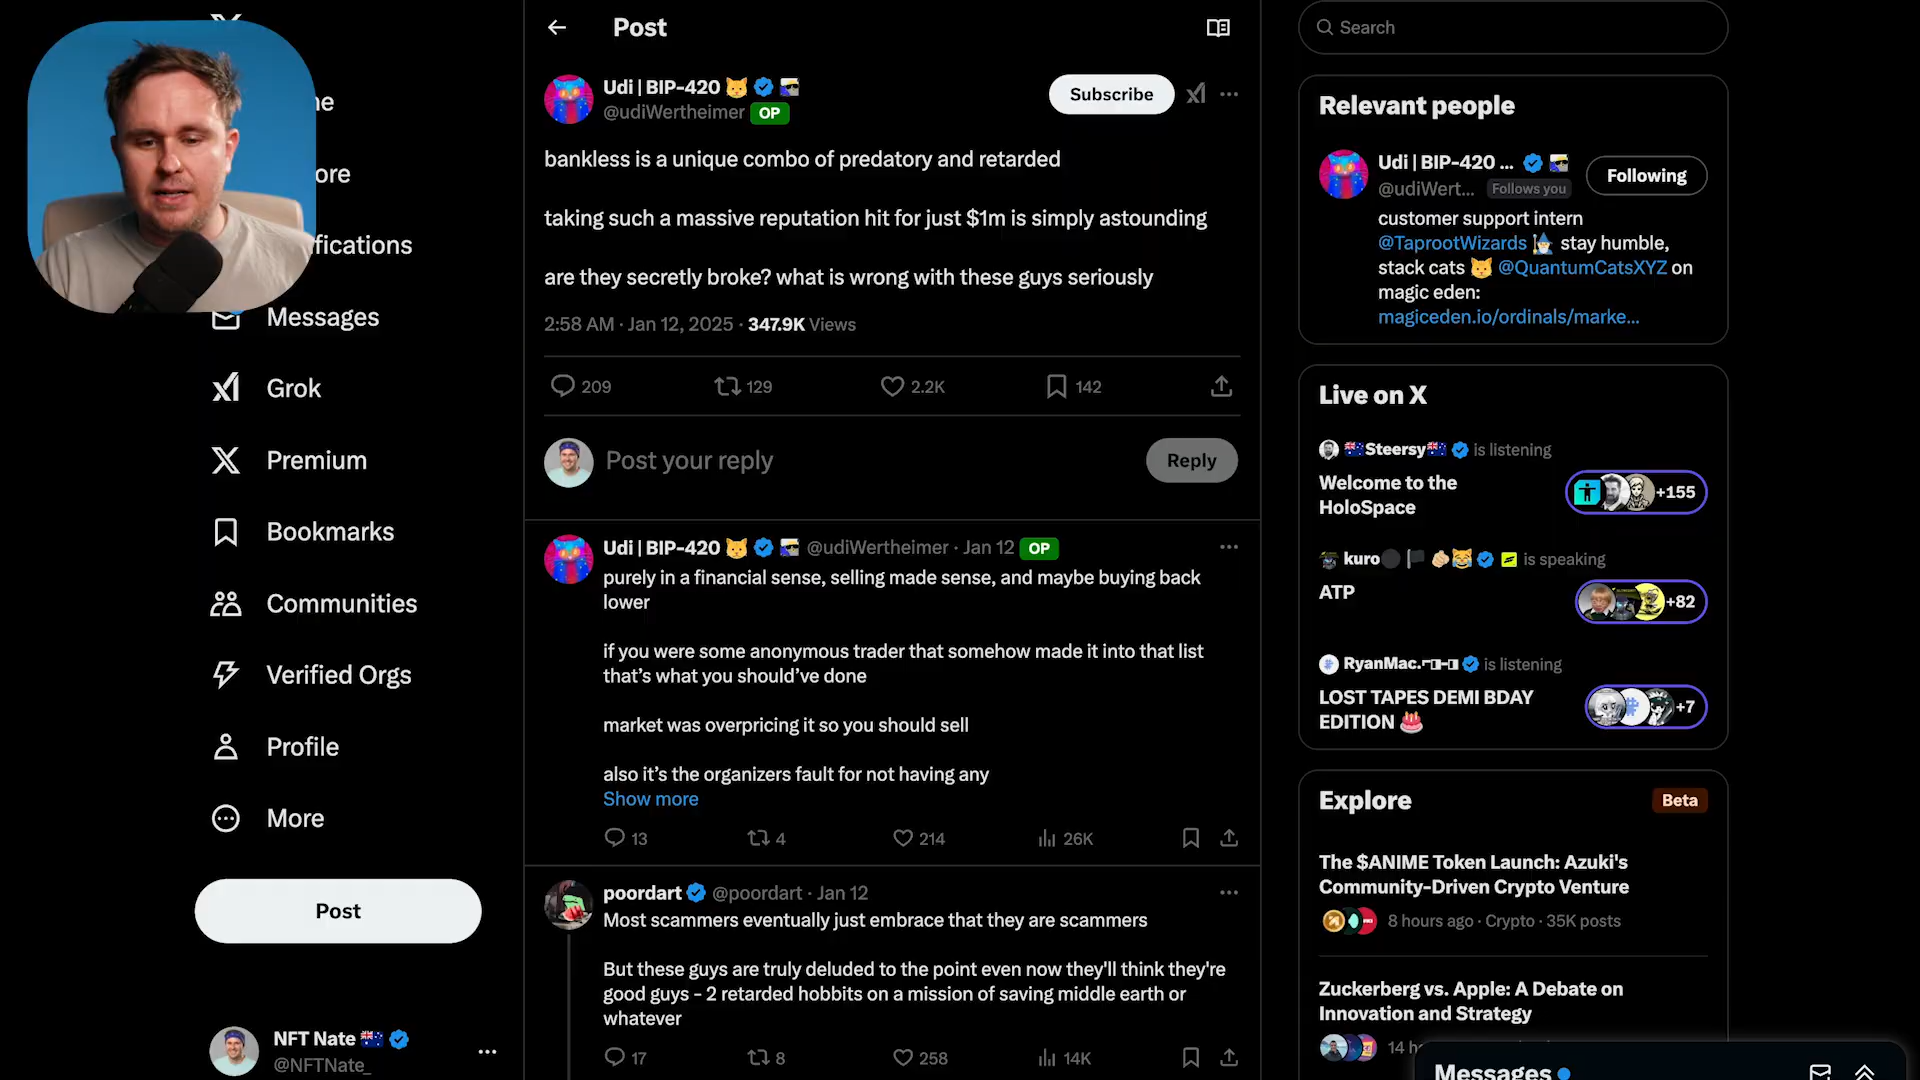 Post
Udi | BIP-420
@udiWertheimer OP
Subscribe
bankless is a unique combo of predatory and retarded
taking such a massive reputation hit for just $1m is simply astounding
are they secretly broke? what is wrong with these guys seriously
2:58 AM · Jan 12, 2025 · 347.9K Views
209
129
2.2K
142
Post your reply
Reply
Udi | BIP-420 @udiWertheimer · Jan 12 OP
purely in a financial sense, selling made sense, and maybe buying back
lower
if you were some anonymous trader that somehow made it into that list
that's what you should've done
market was overpricing it so you should sell
also it's the organizers fault for not having any
Show more
13
4
214
26K
poordart @poordart · Jan 12
Most scammers eventually just embrace that they are scammers
But these guys are truly deluded to the point even now they'll think they're
good guys - 2 retarded hobbits on a mission of saving middle earth or
whatever
17
8
258
14K
ne
ore
fications
Messages
Grok
Premium
Bookmarks
Communities
Verified Orgs
Profile
More
Post
NFT Nate
@NFTNate_
Search
Relevant people
Udi | BIP-420 ...
@udiWert... Follows you
Following
customer support intern
@TaprootWizards stay humble,
stack cats @QuantumCatsXYZ on
magic eden:
magiceden.io/ordinals/marke...
Live on X
Steersy is listening
Welcome to the
HoloSpace
+155
kuro is speaking
ATP
+82
RyanMac. is listening
LOST TAPES DEMI BDAY
EDITION
+7
Explore
Beta
The $ANIME Token Launch: Azuki's
Community-Driven Crypto Venture
8 hours ago · Crypto · 35K posts
Zuckerberg vs. Apple: A Debate on
Innovation and Strategy
14 h
Messages